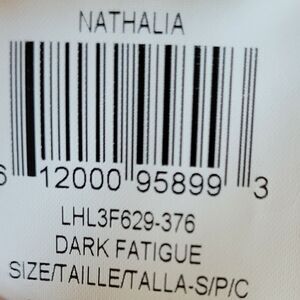 NATHALIA
6 12000 95899 3
LHL3F629-376
DARK FATIGUE
SIZE/TAILLE/TALLA-S/P/C